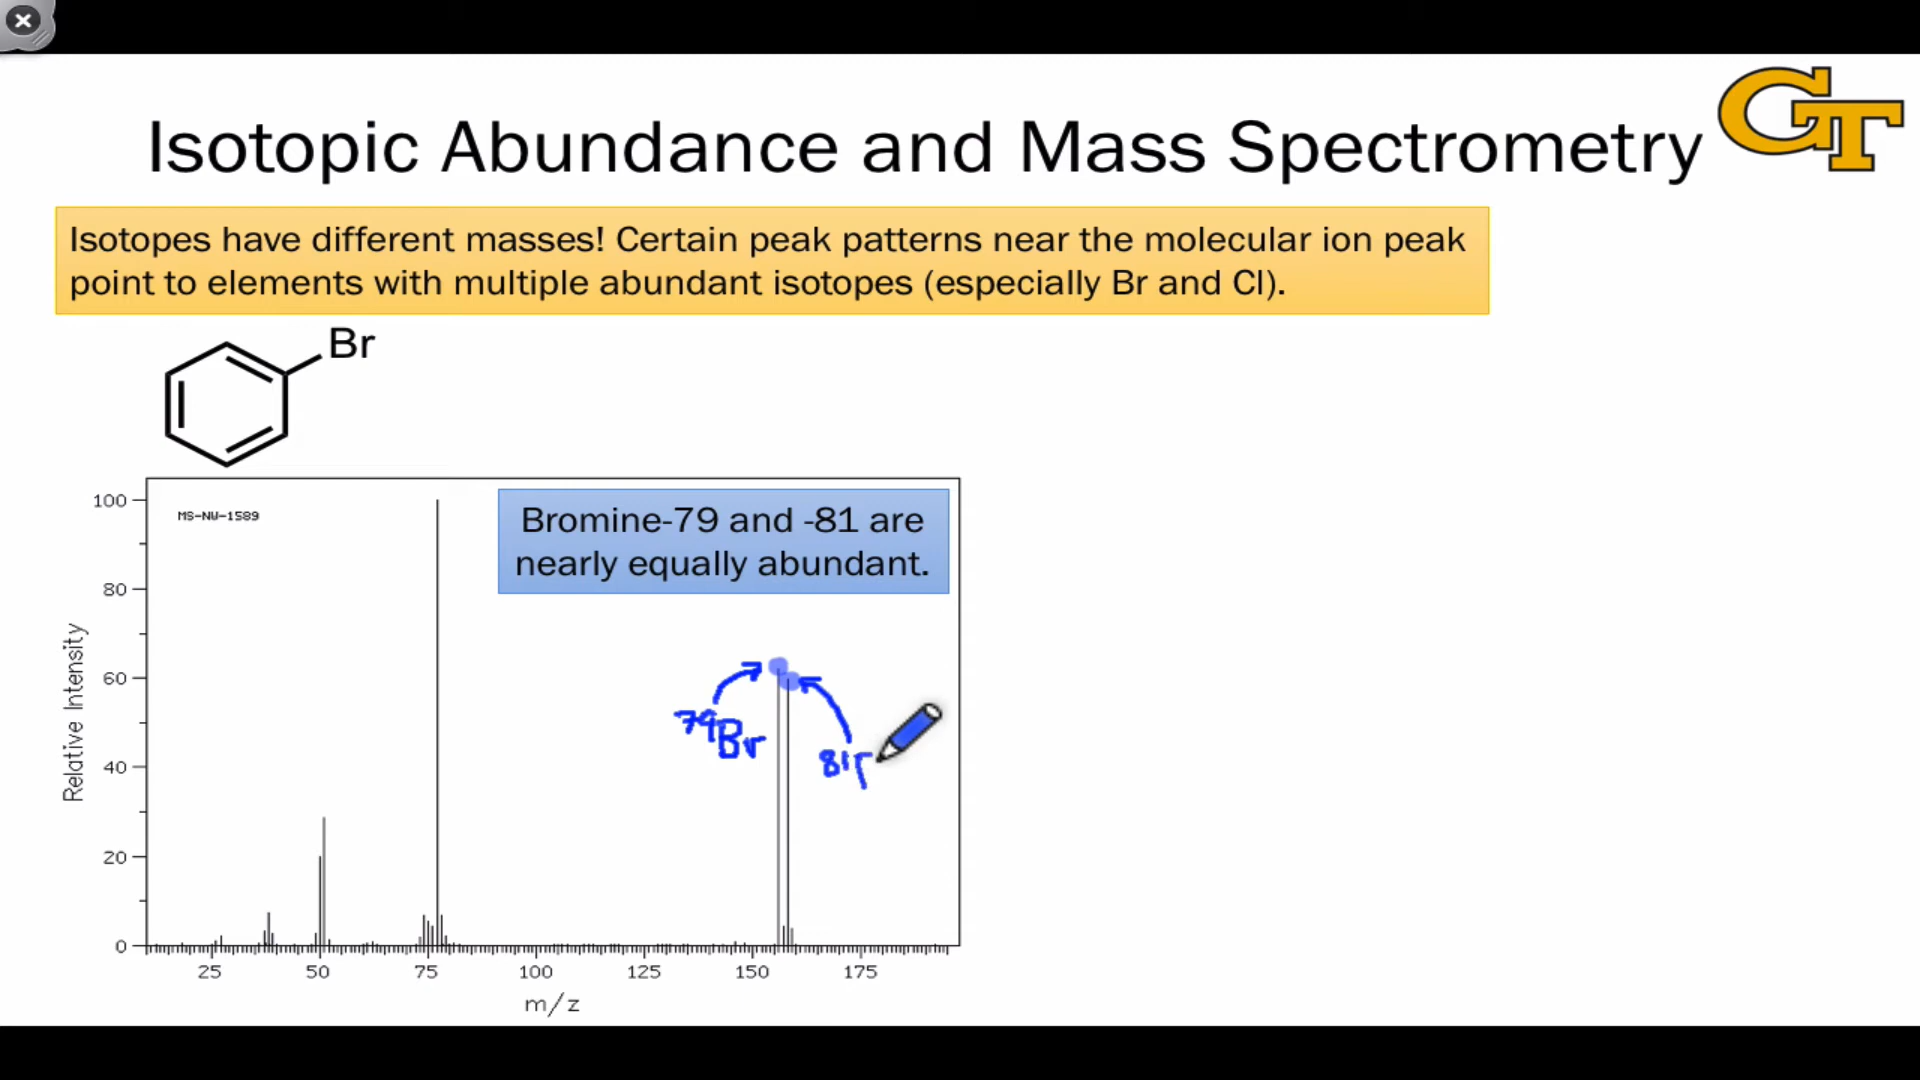 Isotopic Abundance and Mass Spectrometry
GT
Isotopes have different masses! Certain peak patterns near the molecular ion peak
point to elements with multiple abundant isotopes (especially Br and Cl).
Br
MS-NW-1589
Bromine-79 and -81 are
nearly equally abundant.
100
80
60
40
20
0
Relative Intensity
79Br
81
25 50 75 100 125 150 175
m/z